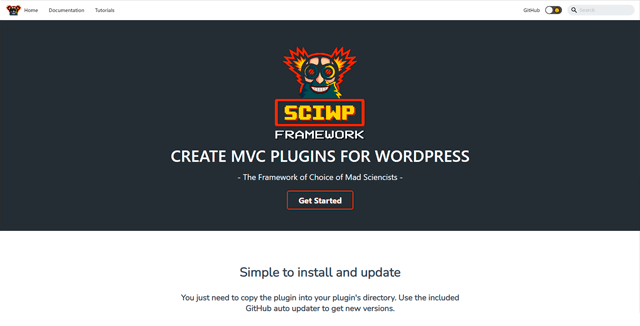 Home Documentation Tutorials GitHub Search
SCIWP
FRAMEWORK
CREATE MVC PLUGINS FOR WORDPRESS
- The Framework of Choice of Mad Sciencists -
Get Started
Simple to install and update
You just need to copy the plugin into your plugin's directory. Use the included
GitHub auto updater to get new versions.